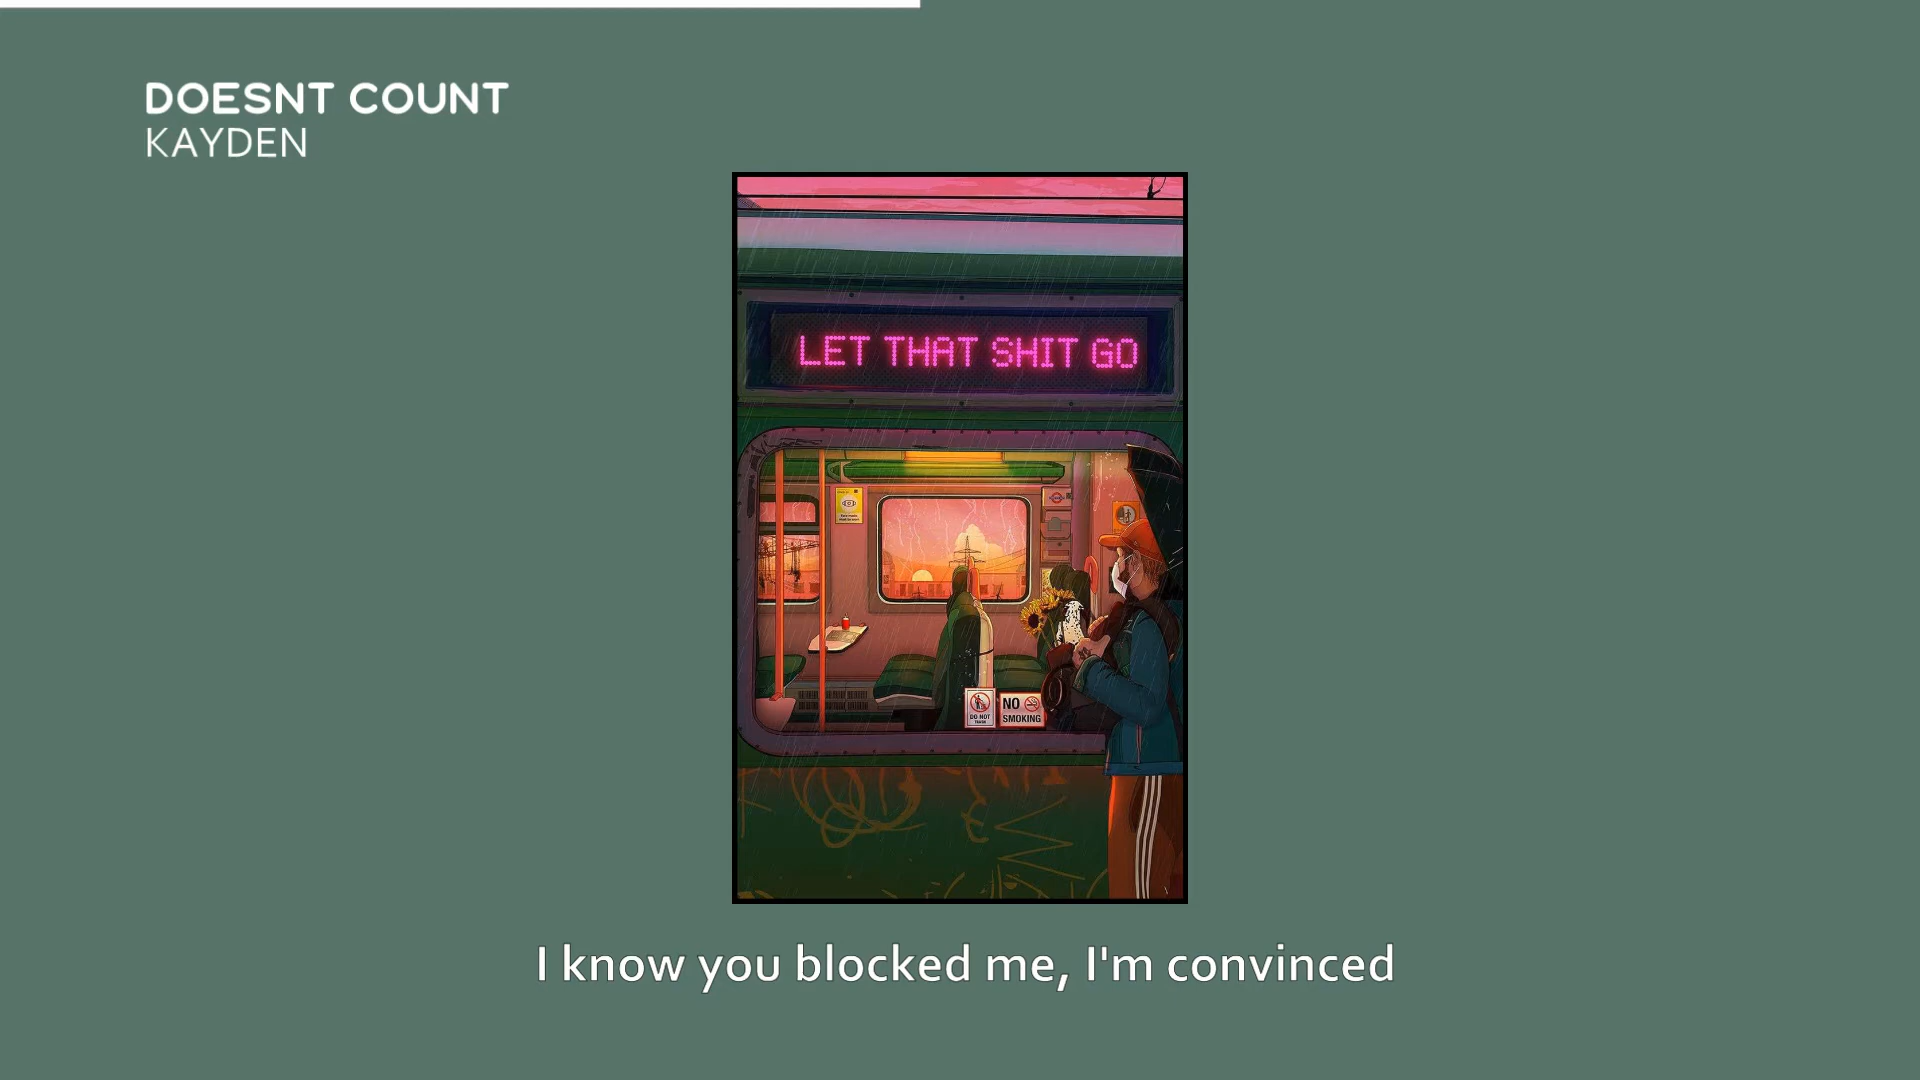 DOESNT COUNT
KAYDEN
LET THAT SHIT GO
DO NOT
NO
SMOKING
I know you blocked me, I'm convinced